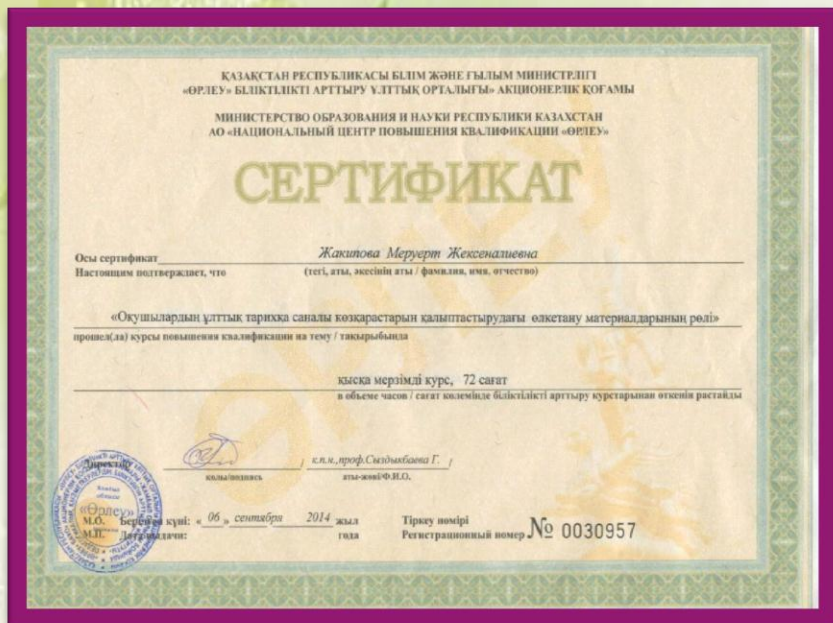 ҚАЗАҚСТАН РЕСПУБЛИКАСЫ БІЛІМ ЖӘНЕ ҒЫЛЫМ МИНИСТРЛІГІ
«ӨРЛЕУ» БІЛІКТІЛІКТІ АРТТЫРУ ҰЛТТЫҚ ОРТАЛЫҒЫ» АКЦИОНЕРЛІК ҚОҒАМЫ
МИНИСТЕРСТВО ОБРАЗОВАНИЯ И НАУКИ РЕСПУБЛИКИ КАЗАХСТАН
АО «НАЦИОНАЛЬНЫЙ ЦЕНТР ПОВЫШЕНИЯ КВАЛИФИКАЦИИ «ӨРЛЕУ»
СЕРТИФИКАТ
Осы сертификат Жакипова Меруерт Жексеналиевна
Настоящим подтверждает, что (тегі, аты, әкесінің аты / фамилия, имя, отчество)
«Оқушылардың ұлттық тарихқа саналы көзқарастарын қалыптастырудағы өлкетану материалдарының рөлі»
прошел(ла) курсы повышения квалификации на тему / тақырыбында
қысқа мерзімді курс, 72 сағат
в объеме часов / сағат көлемінде біліктілікті арттыру курстарынан өткенін растайды
Директор / к.п.н.,проф.Сыздыкбаева Г. /
қолы/подпись аты-жөні/Ф.И.О.
«Өрлеу»
М.О. Берілген күні: « 06 » сентября 2014 жыл Тіркеу нөмірі
М.П. Дата выдачи: года Регистрационный номер № 0030957
өрлеу